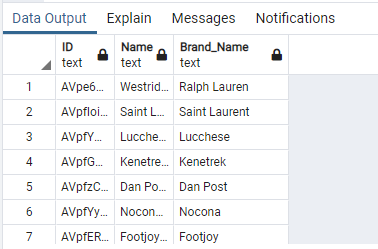 Data Output Explain Messages Notifications
ID Name Brand_Name
text text text
1 AVpe6... Westrid... Ralph Lauren
2 AVpfIoi... Saint L... Saint Laurent
3 AVpfY... Lucche... Lucchese
4 AVpfG... Kenetre... Kenetrek
5 AVpfzC... Dan Po... Dan Post
6 AVpfYy... Nocon... Nocona
7 AVpfER... Footjoy... Footjoy